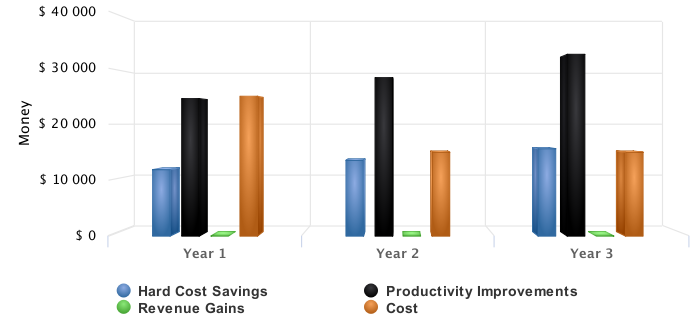 $ 40 000
$ 30 000
$ 20 000
$ 10 000
$ 0
Money
Year 1
Year 2
Year 3
Hard Cost Savings
Productivity Improvements
Revenue Gains
Cost